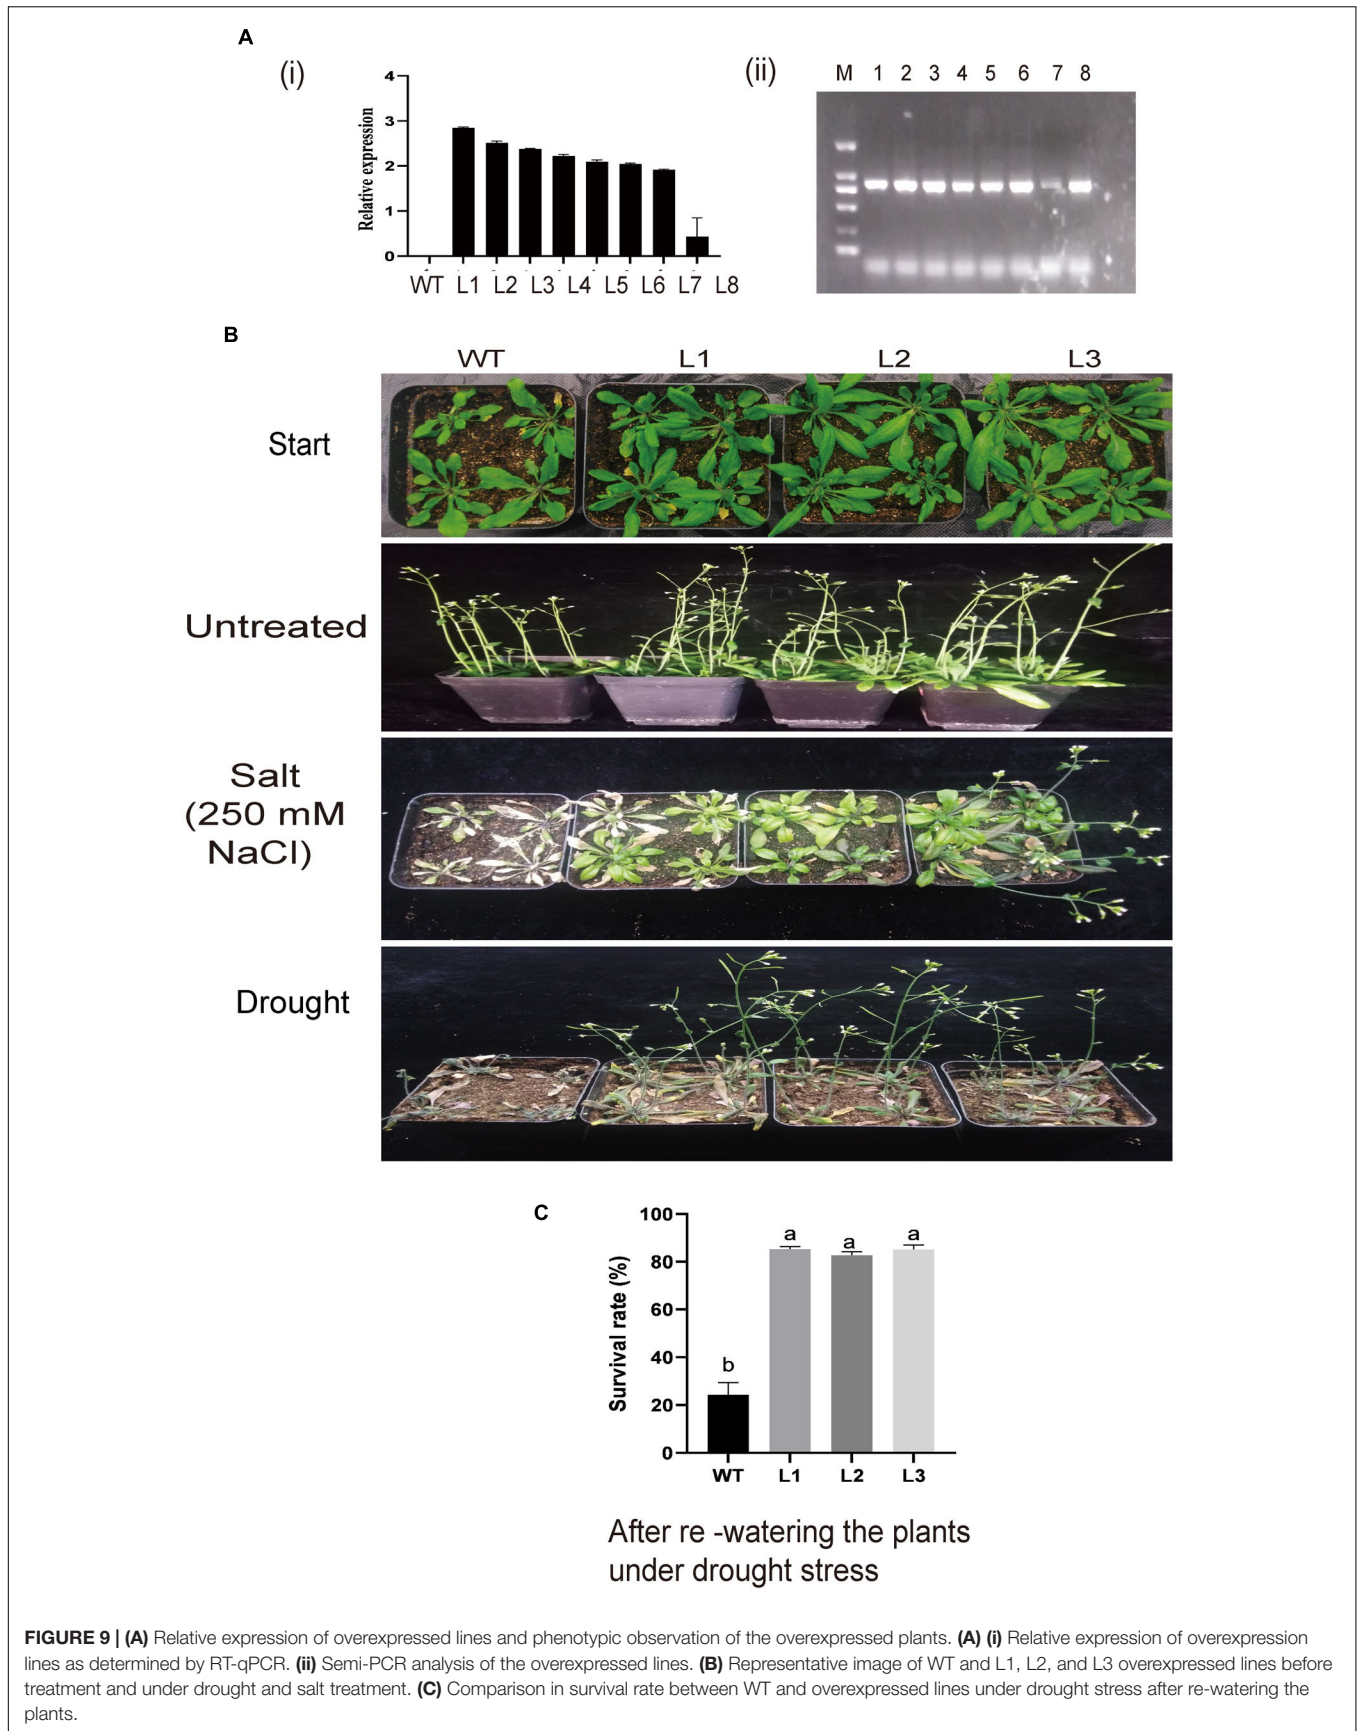 A
(i)
4
3
2
1
0
Relative expression
WT L1 L2 L3 L4 L5 L6 L7 L8
(ii)
M 1 2 3 4 5 6 7 8
B
WT L1 L2 L3
Start
Untreated
Salt
(250 mM
NaCl)
Drought
C
100
80
60
40
20
0
Survival rate (%)
b
a
a
a
WT L1 L2 L3
After re -watering the plants
under drought stress
FIGURE 9 | (A) Relative expression of overexpressed lines and phenotypic observation of the overexpressed plants. (A) (i) Relative expression of overexpression
lines as determined by RT-qPCR. (ii) Semi-PCR analysis of the overexpressed lines. (B) Representative image of WT and L1, L2, and L3 overexpressed lines before
treatment and under drought and salt treatment. (C) Comparison in survival rate between WT and overexpressed lines under drought stress after re-watering the
plants.